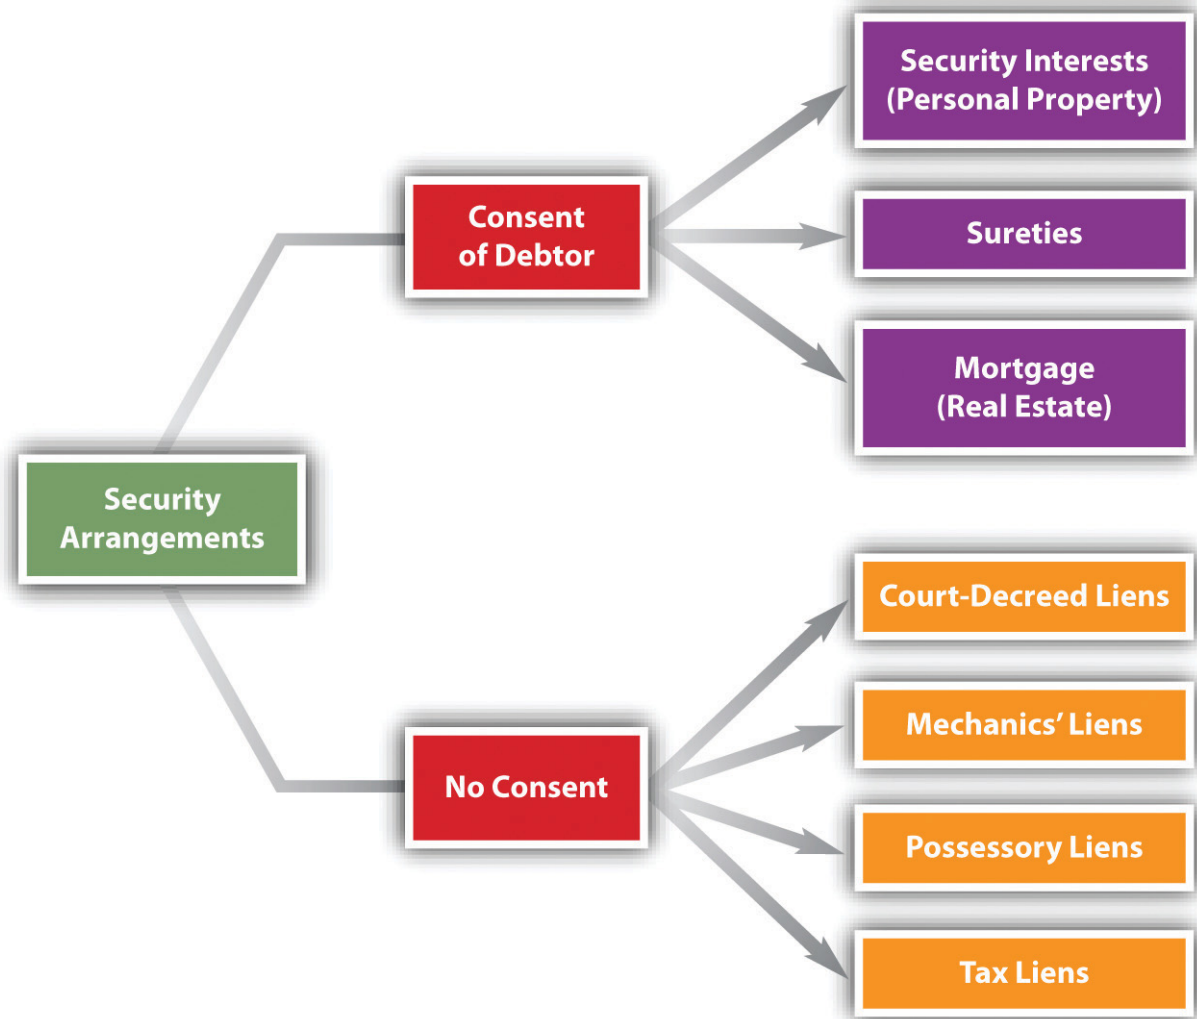 Security Interests
(Personal Property)
Consent
of Debtor
Sureties
Mortgage
(Real Estate)
Security
Arrangements
Court-Decreed Liens
Mechanics’ Liens
No Consent
Possessory Liens
Tax Liens